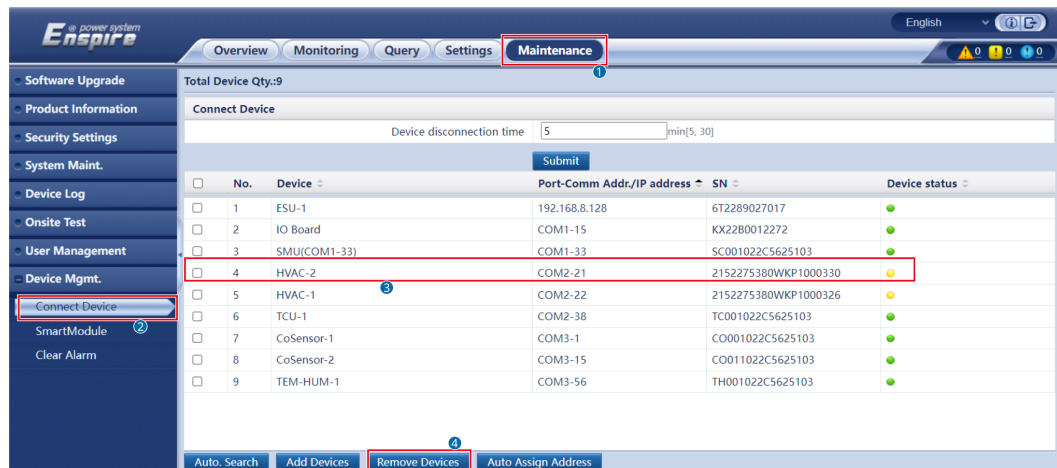 @ power system
Enspire
English
Overview Monitoring Query Settings Maintenance
0 0 0
1
Software Upgrade
Product Information
Security Settings
System Maint.
Device Log
Onsite Test
User Management
Device Mgmt.
Connect Device
2
SmartModule
Clear Alarm
Total Device Qty.:9
Connect Device
Device disconnection time 5 min[5, 30]
Submit
No. Device Port-Comm Addr./IP address SN Device status
1 ESU-1 192.168.8.128 6T2289027017
2 IO Board COM1-15 KX22B0012272
3 SMU(COM1-33) COM1-33 SC001022C5625103
4 HVAC-2 COM2-21 2152275380WKP1000330
3
5 HVAC-1 COM2-22 2152275380WKP1000326
6 TCU-1 COM2-38 TC001022C5625103
7 CoSensor-1 COM3-1 CO001022C5625103
8 CoSensor-2 COM3-15 CO011022C5625103
9 TEM-HUM-1 COM3-56 TH001022C5625103
4
Auto. Search Add Devices Remove Devices Auto Assign Address